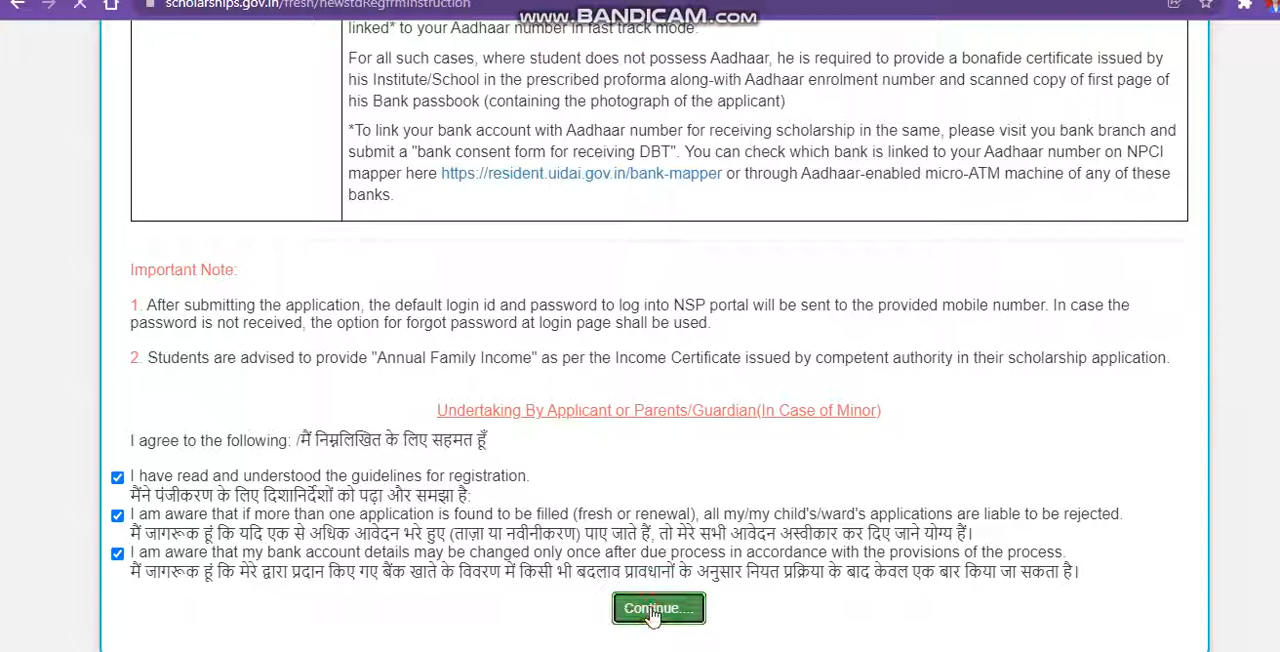 scholarships.gov.in/fresh/newstdRegfrmInstruction
www.BANDICAM.com
linked* to your Aadhaar number in fast track mode.
For all such cases, where student does not possess Aadhaar, he is required to provide a bonafide certificate issued by
his Institute/School in the prescribed proforma along-with Aadhaar enrolment number and scanned copy of first page of
his Bank passbook (containing the photograph of the applicant)
*To link your bank account with Aadhaar number for receiving scholarship in the same, please visit you bank branch and
submit a "bank consent form for receiving DBT". You can check which bank is linked to your Aadhaar number on NPCI
mapper here https://resident.uidai.gov.in/bank-mapper or through Aadhaar-enabled micro-ATM machine of any of these
banks.
Important Note:
1. After submitting the application, the default login id and password to log into NSP portal will be sent to the provided mobile number. In case the
password is not received, the option for forgot password at login page shall be used.
2. Students are advised to provide "Annual Family Income" as per the Income Certificate issued by competent authority in their scholarship application.
Undertaking By Applicant or Parents/Guardian(In Case of Minor)
I agree to the following: /मैं निम्नलिखित के लिए सहमत हूँ
I have read and understood the guidelines for registration.
मैंने पंजीकरण के लिए दिशानिर्देशों को पढ़ा और समझा है:
I am aware that if more than one application is found to be filled (fresh or renewal), all my/my child's/ward's applications are liable to be rejected.
मैं जागरूक हूं कि यदि एक से अधिक आवेदन भरे हुए (ताज़ा या नवीनीकरण) पाए जाते हैं, तो मेरे सभी आवेदन अस्वीकार कर दिए जाने योग्य हैं।
I am aware that my bank account details may be changed only once after due process in accordance with the provisions of the process.
मैं जागरूक हूं कि मेरे द्वारा प्रदान किए गए बैंक खाते के विवरण में किसी भी बदलाव प्रावधानों के अनुसार नियत प्रक्रिया के बाद केवल एक बार किया जा सकता है।
Continue....